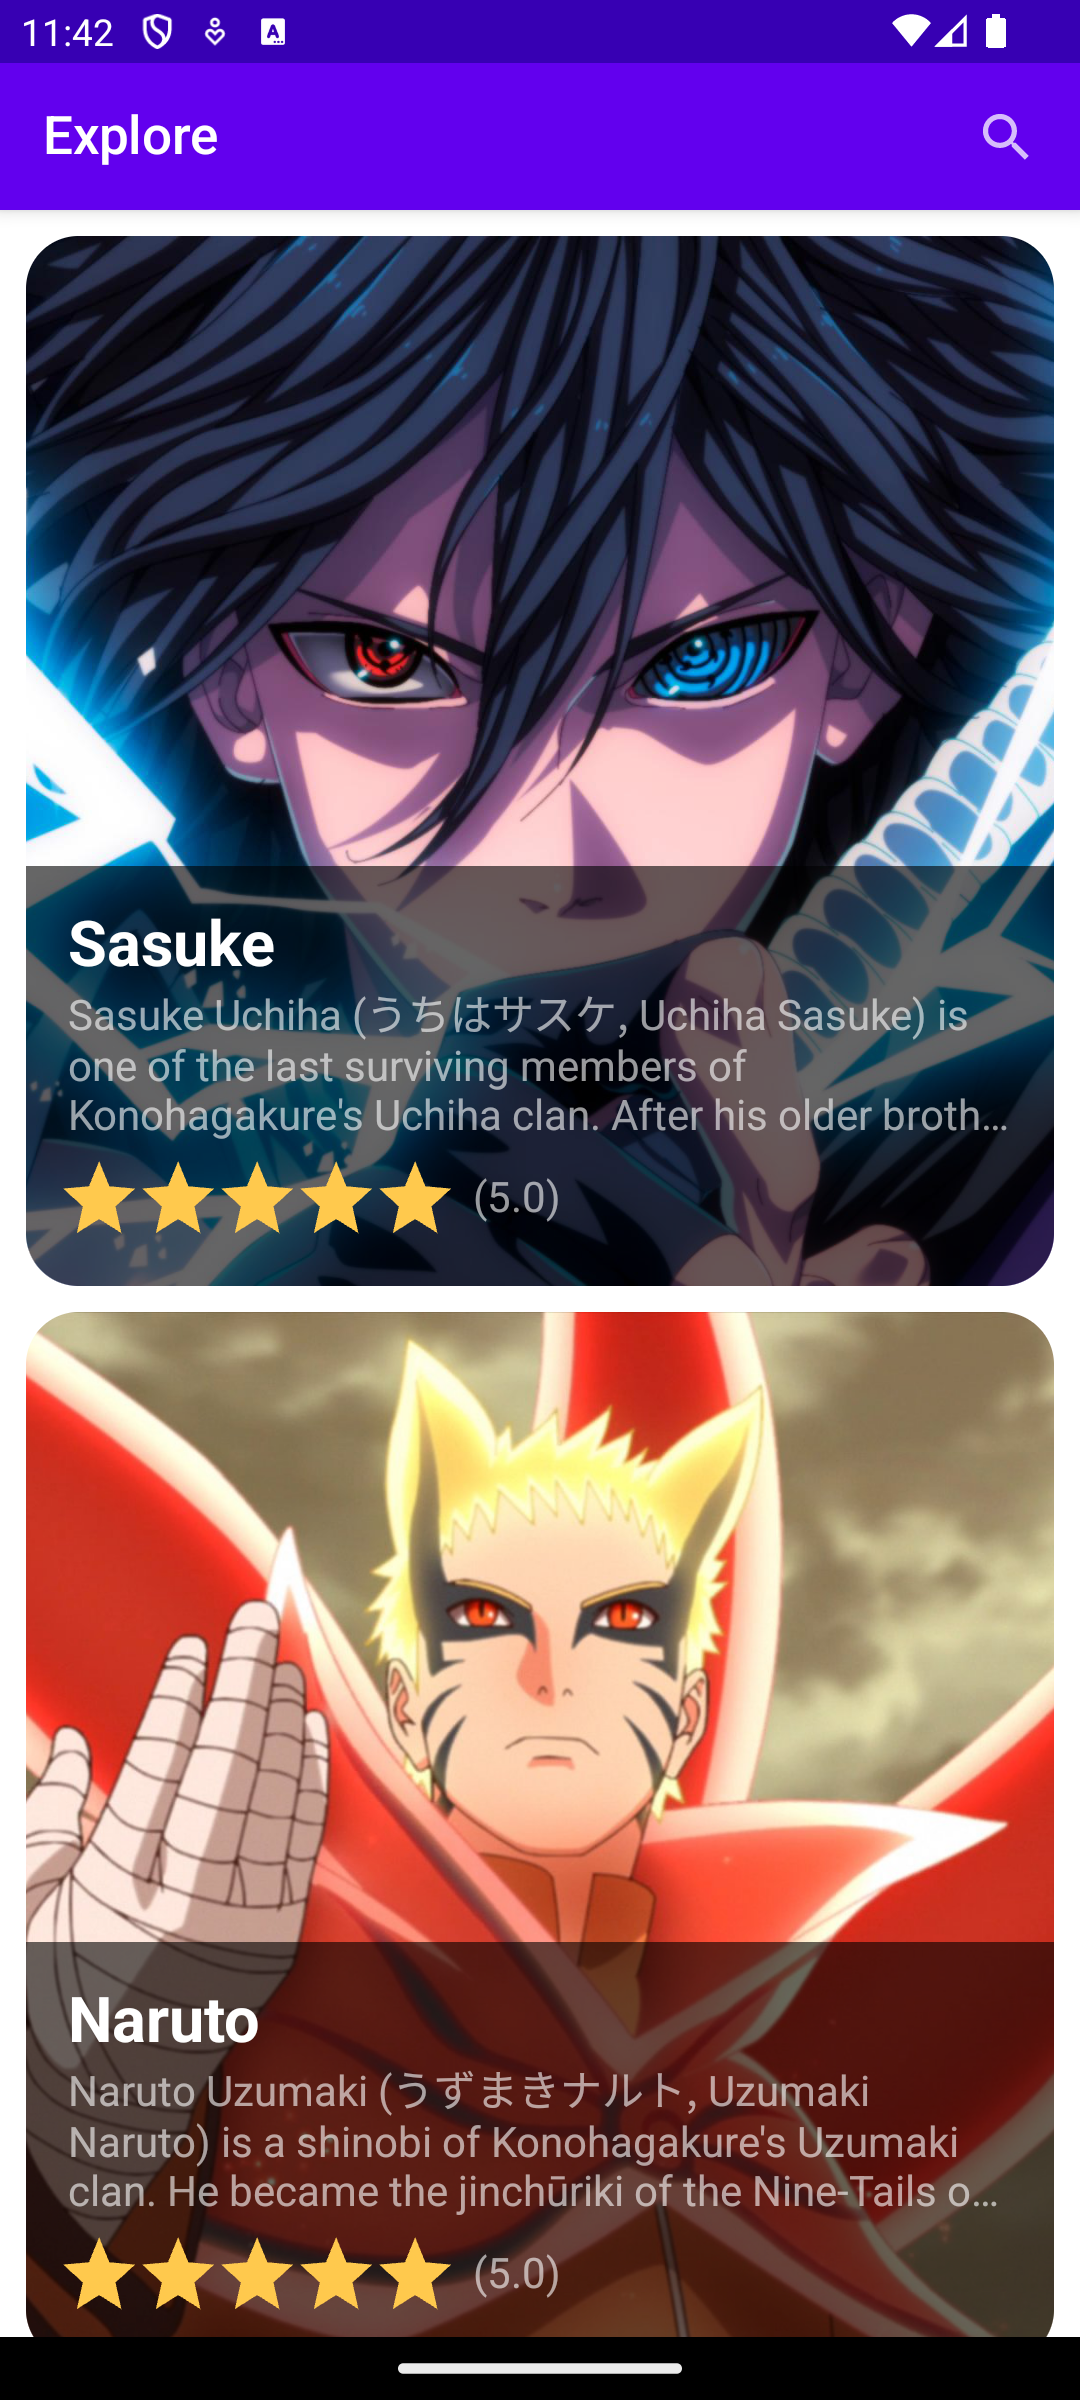 11:42
Explore
Sasuke
Sasuke Uchiha (うちはサスケ, Uchiha Sasuke) is
one of the last surviving members of
Konohagakure's Uchiha clan. After his older broth...
(5.0)
Naruto
Naruto Uzumaki (うずまきナルト, Uzumaki
Naruto) is a shinobi of Konohagakure's Uzumaki
clan. He became the jinchūriki of the Nine-Tails o...
(5.0)